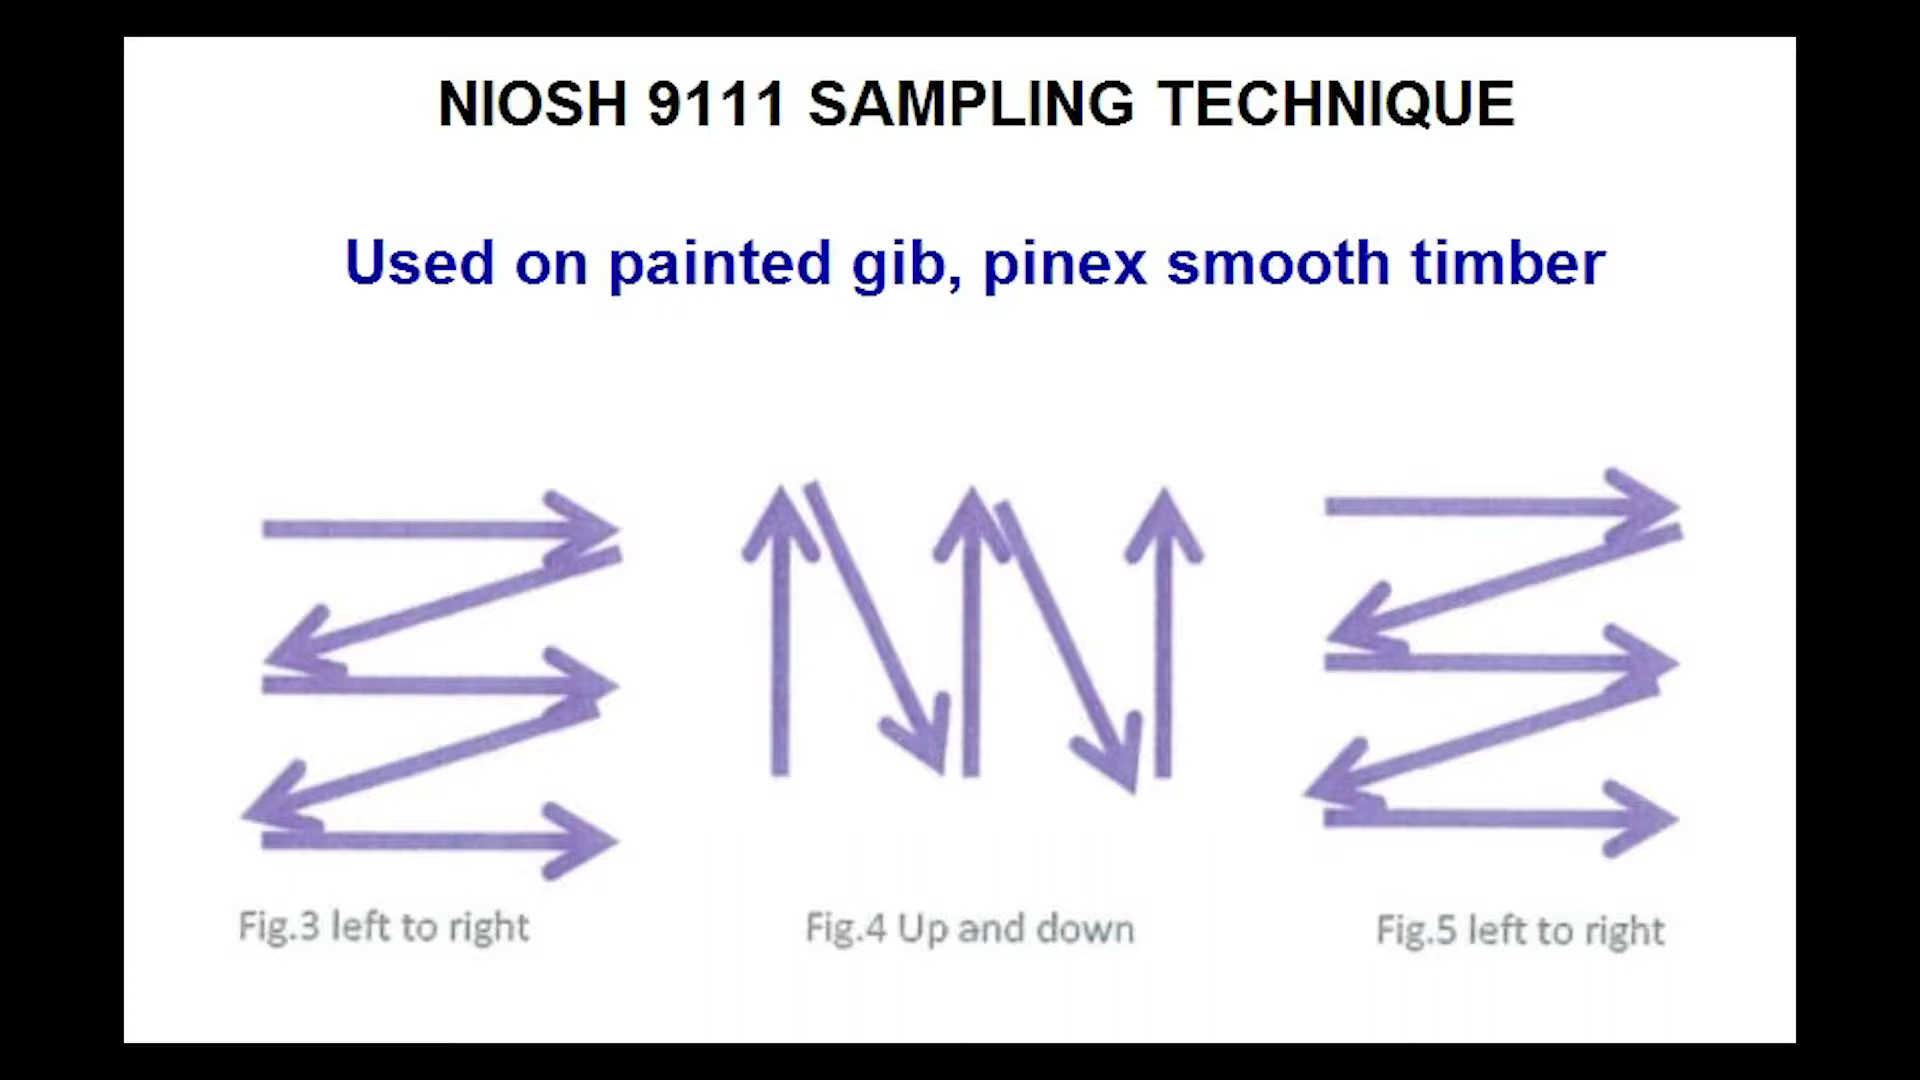 NIOSH 9111 SAMPLING TECHNIQUE
Used on painted gib, pinex smooth timber
Fig.3 left to right
Fig.4 Up and down
Fig.5 left to right